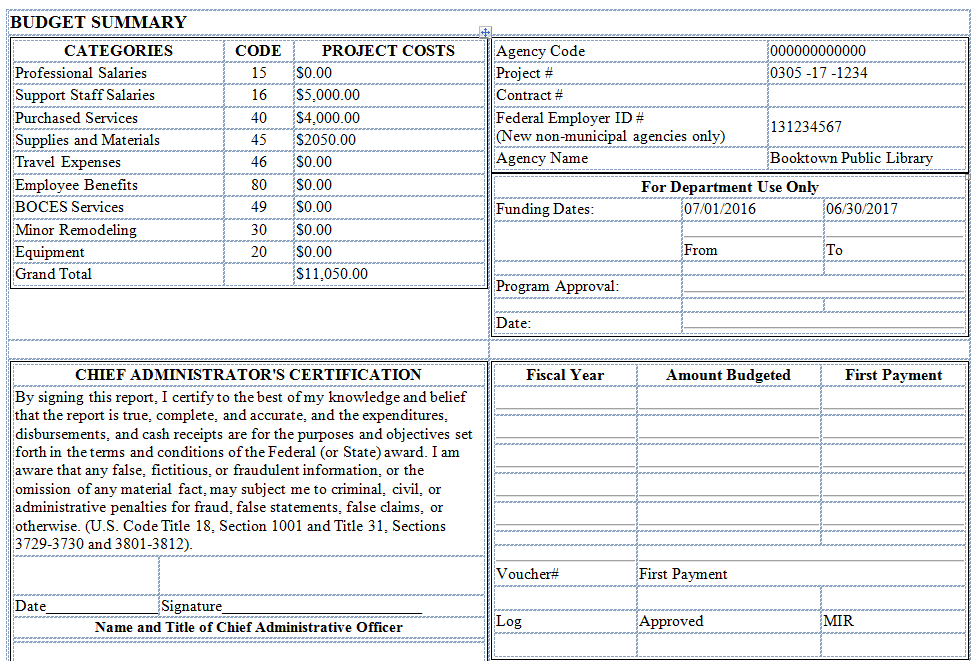 BUDGET SUMMARY
CATEGORIES CODE PROJECT COSTS
Professional Salaries 15 $0.00
Support Staff Salaries 16 $5,000.00
Purchased Services 40 $4,000.00
Supplies and Materials 45 $2050.00
Travel Expenses 46 $0.00
Employee Benefits 80 $0.00
BOCES Services 49 $0.00
Minor Remodeling 30 $0.00
Equipment 20 $0.00
Grand Total $11,050.00
Agency Code 000000000000
Project # 0305 -17 -1234
Contract #
Federal Employer ID #
(New non-municipal agencies only) 131234567
Agency Name Booktown Public Library
For Department Use Only
Funding Dates: 07/01/2016 06/30/2017
From To
Program Approval:
Date:
CHIEF ADMINISTRATOR'S CERTIFICATION
By signing this report, I certify to the best of my knowledge and belief
that the report is true, complete, and accurate, and the expenditures,
disbursements, and cash receipts are for the purposes and objectives set
forth in the terms and conditions of the Federal (or State) award. I am
aware that any false, fictitious, or fraudulent information, or the
omission of any material fact, may subject me to criminal, civil, or
administrative penalties for fraud, false statements, false claims, or
otherwise. (U.S. Code Title 18, Section 1001 and Title 31, Sections
3729-3730 and 3801-3812).
Date_______________ Signature__________________________
Name and Title of Chief Administrative Officer
Fiscal Year Amount Budgeted First Payment
Voucher# First Payment
Log Approved MIR